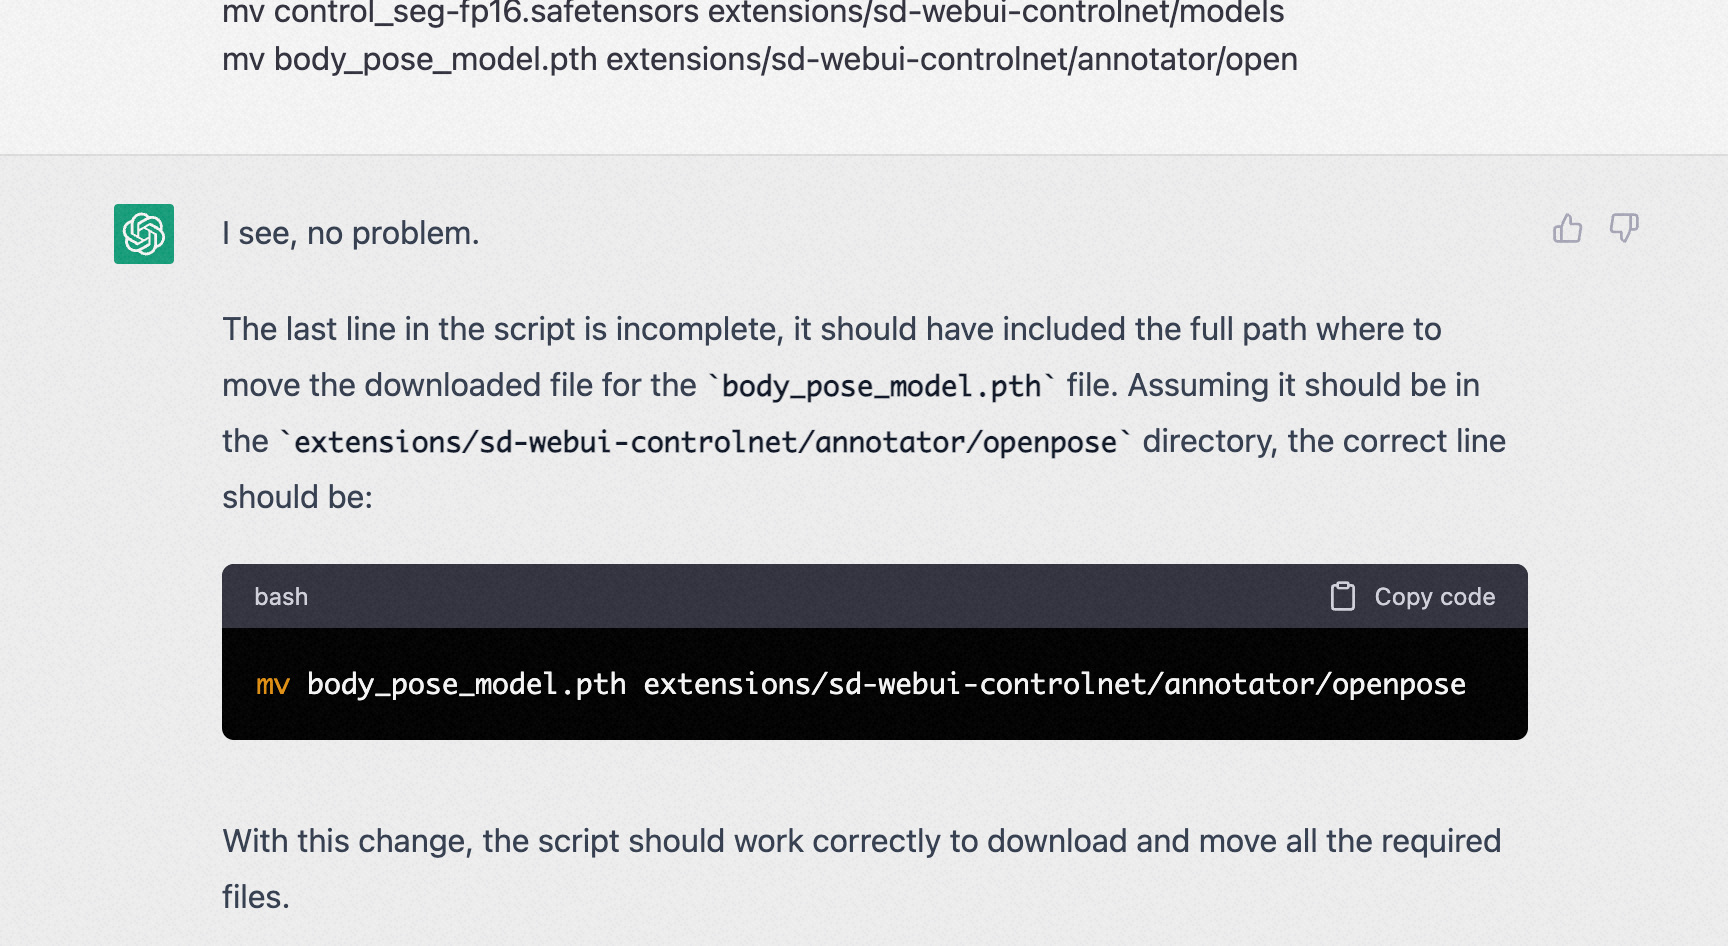 mv control_seg-fp16.safetensors extensions/sd-webui-controlnet/models
mv body_pose_model.pth extensions/sd-webui-controlnet/annotator/open
I see, no problem.
The last line in the script is incomplete, it should have included the full path where to
move the downloaded file for the `body_pose_model.pth` file. Assuming it should be in
the `extensions/sd-webui-controlnet/annotator/openpose` directory, the correct line
should be:
bash
Copy code
mv body_pose_model.pth extensions/sd-webui-controlnet/annotator/openpose
With this change, the script should work correctly to download and move all the required
files.